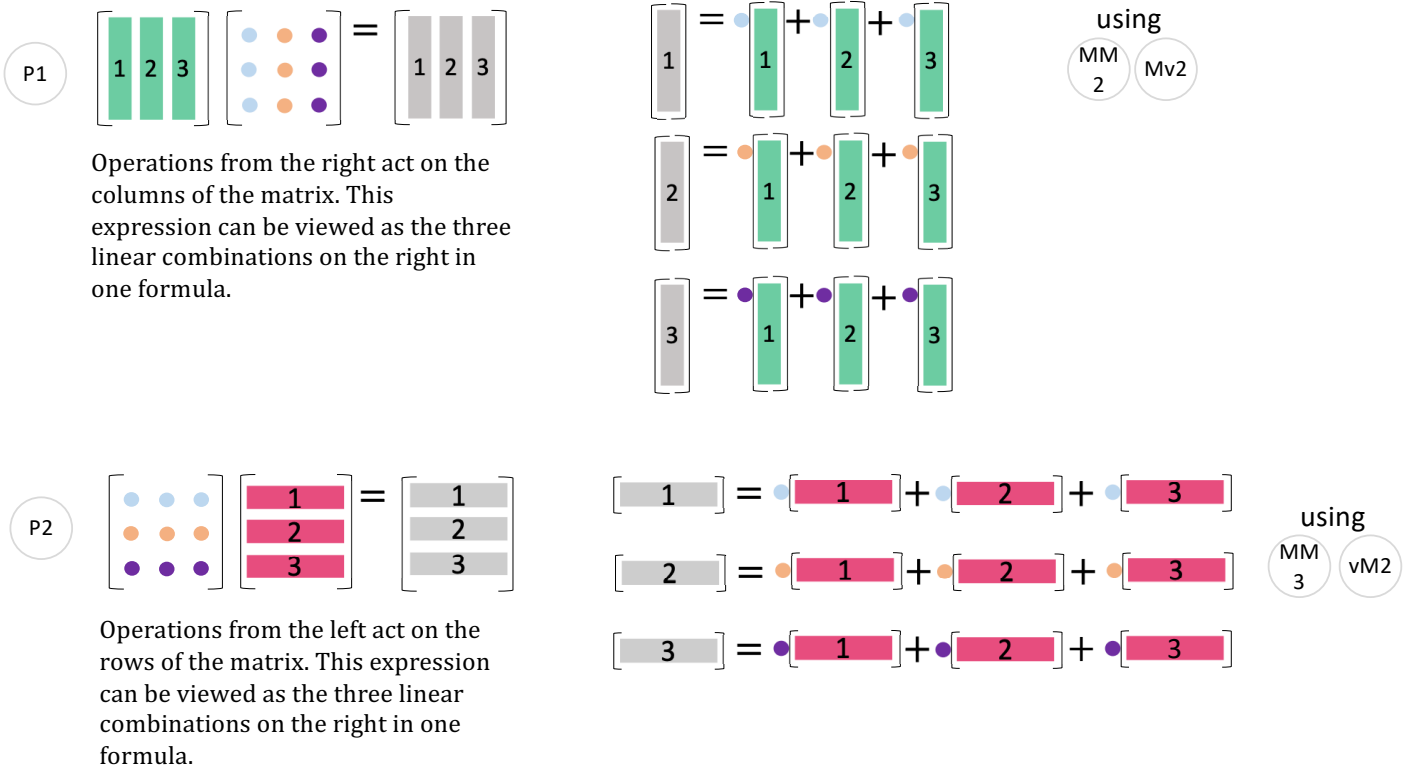 P1
1 2 3 = 1 2 3
Operations from the right act on the
columns of the matrix. This
expression can be viewed as the three
linear combinations on the right in
one formula.
1 = 1 + 2 + 3
2 = 1 + 2 + 3
3 = 1 + 2 + 3
using
MM
2
Mv2
P2
1
2
3
=
1
2
3
Operations from the left act on the
rows of the matrix. This expression
can be viewed as the three linear
combinations on the right in one
formula.
1 = 1 + 2 + 3
2 = 1 + 2 + 3
3 = 1 + 2 + 3
using
MM
3
vM2